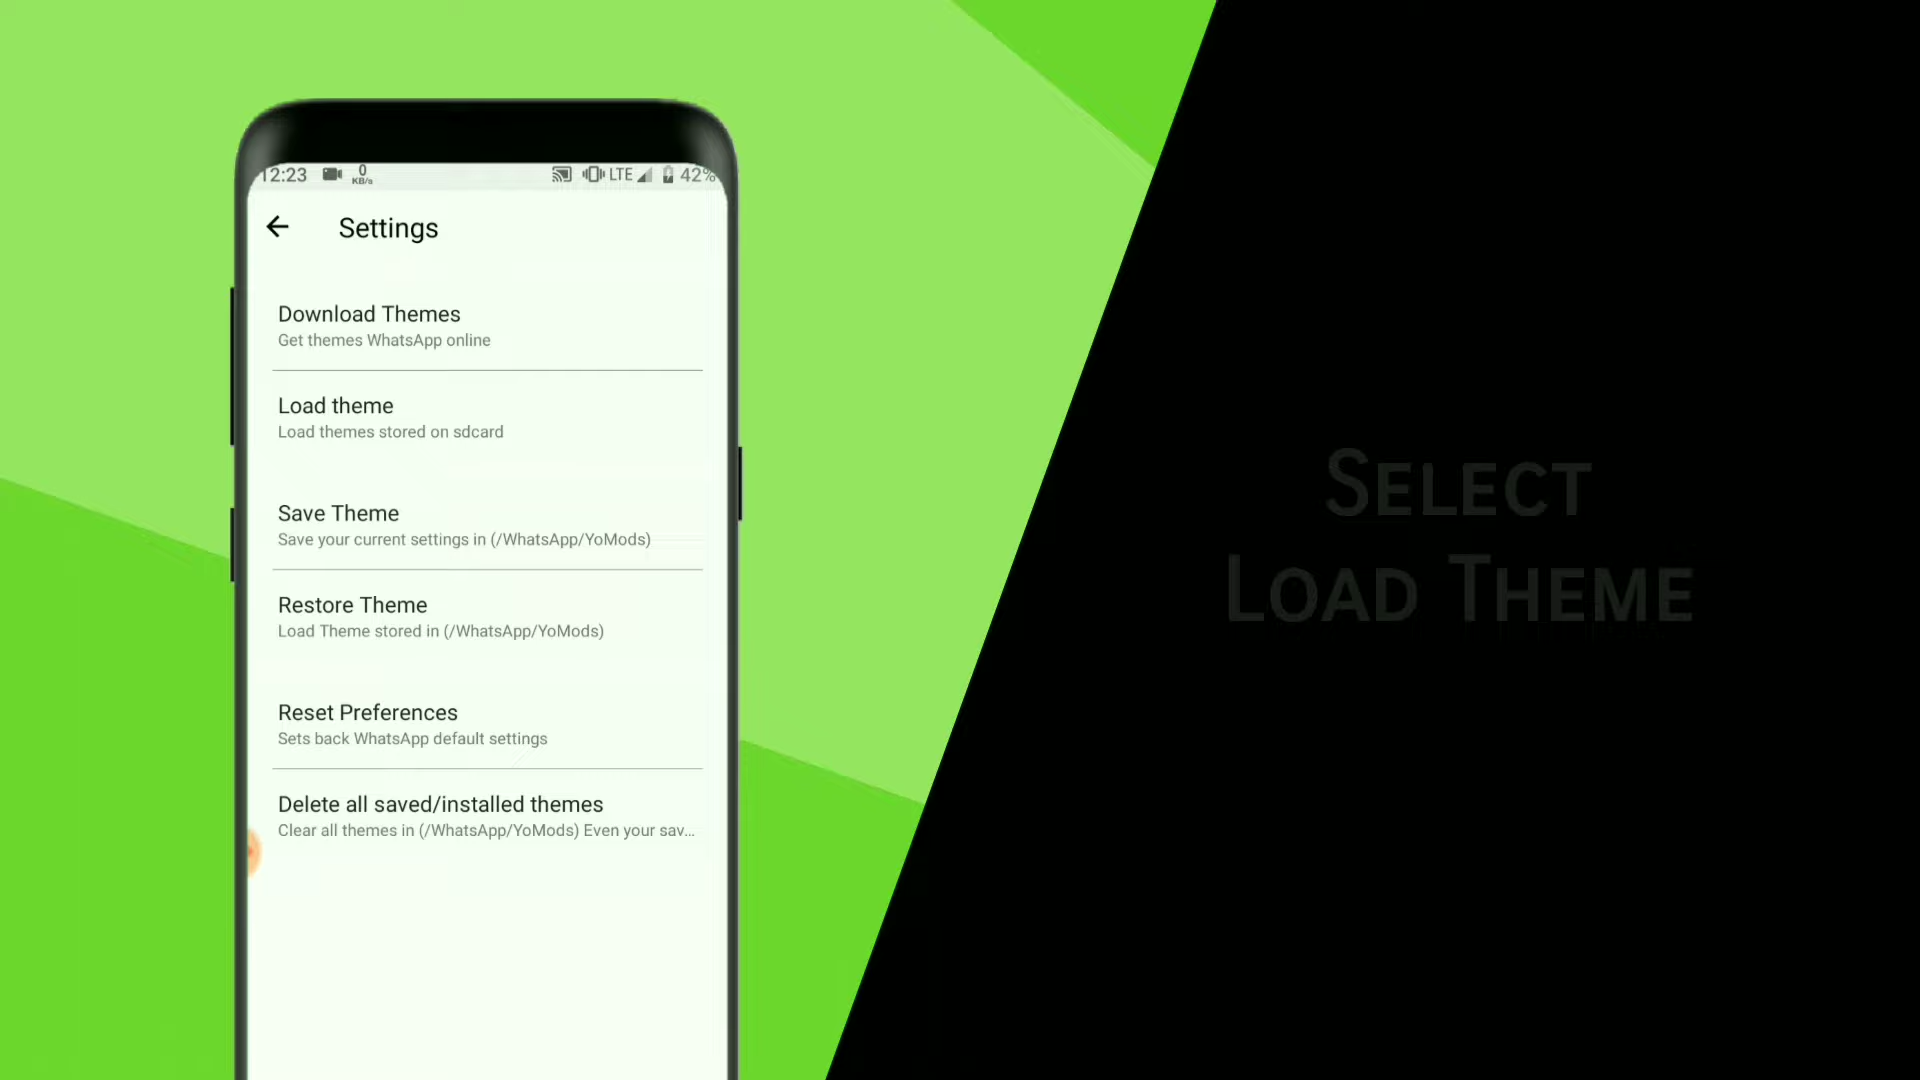 12:23 0 KB/s LTE 42%
Settings
Download Themes
Get themes WhatsApp online
Load theme
Load themes stored on sdcard
Save Theme
Save your current settings in (/WhatsApp/YoMods)
Restore Theme
Load Theme stored in (/WhatsApp/YoMods)
Reset Preferences
Sets back WhatsApp default settings
Delete all saved/installed themes
Clear all themes in (/WhatsApp/YoMods) Even your sav...
SELECT
LOAD THEME